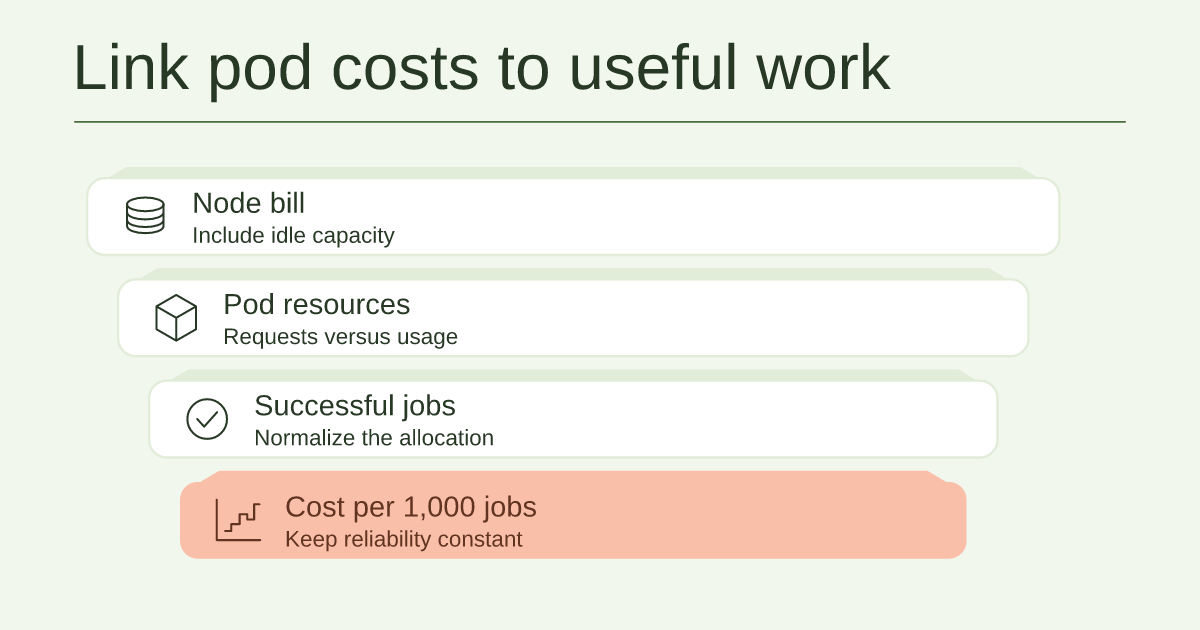 Link pod costs to useful work
Node bill
Include idle capacity
Pod resources
Requests versus usage
Successful jobs
Normalize the allocation
Cost per 1,000 jobs
Keep reliability constant